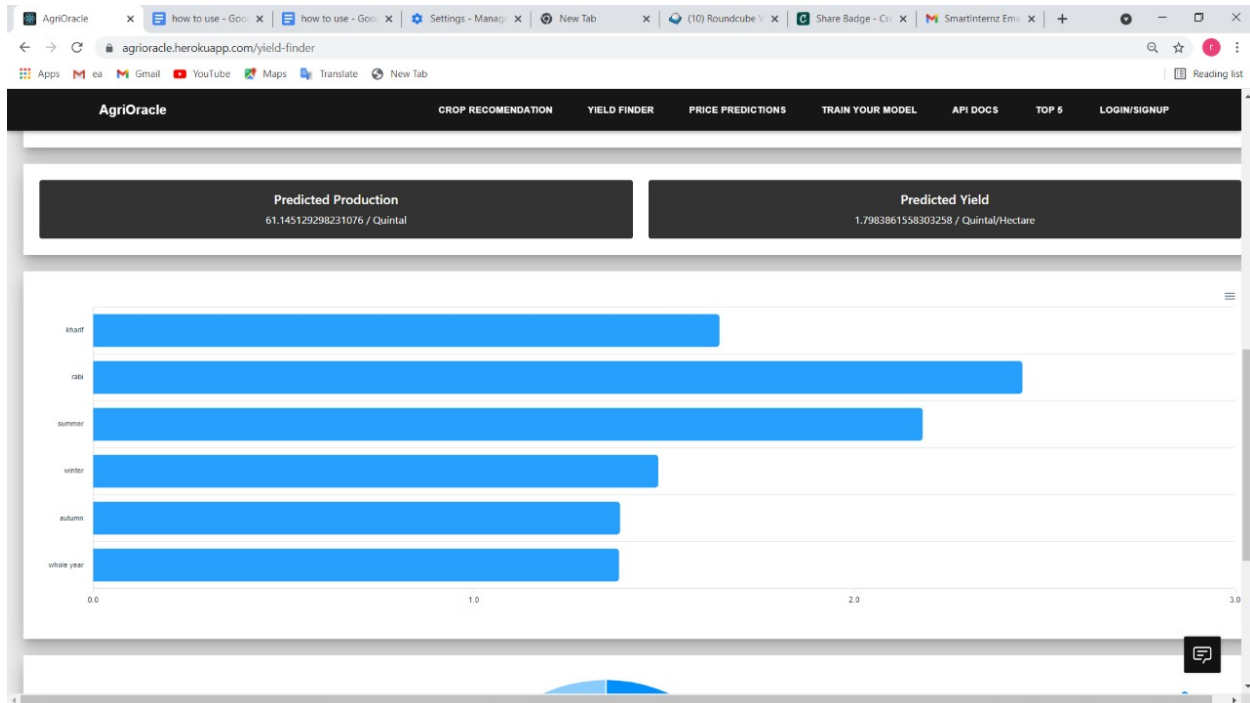 AgriOracle
how to use - Goo
how to use - Goo
Settings - Manag
New Tab
(10) Roundcube
Share Badge - Cre
SmartInternz Ema
agrioracle.herokuapp.com/yield-finder
r
Apps ea Gmail YouTube Maps Translate New Tab Reading list
AgriOracle CROP RECOMENDATION YIELD FINDER PRICE PREDICTIONS TRAIN YOUR MODEL API DOCS TOP 5 LOGIN/SIGNUP
Predicted Production
61.145129298231076 / Quintal
Predicted Yield
1.7983861558303258 / Quintal/Hectare
kharif
rabi
summer
winter
autumn
whole year
0.0 1.0 2.0 3.0